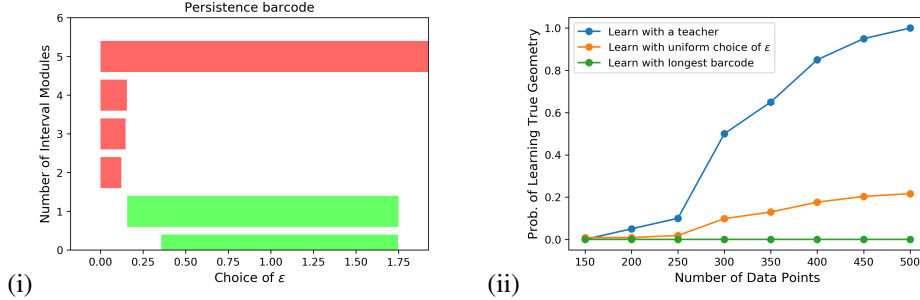 Persistence barcode
6
5
4
3
2
1
0
Number of Interval Modules
0.00 0.25 0.50 0.75 1.00 1.25 1.50 1.75
Choice of ε
(i)
Learn with a teacher
Learn with uniform choice of ε
Learn with longest barcode
1.0
0.8
0.6
0.4
0.2
0.0
Prob. of Learning True Geometry
150 200 250 300 350 400 450 500
Number of Data Points
(ii)